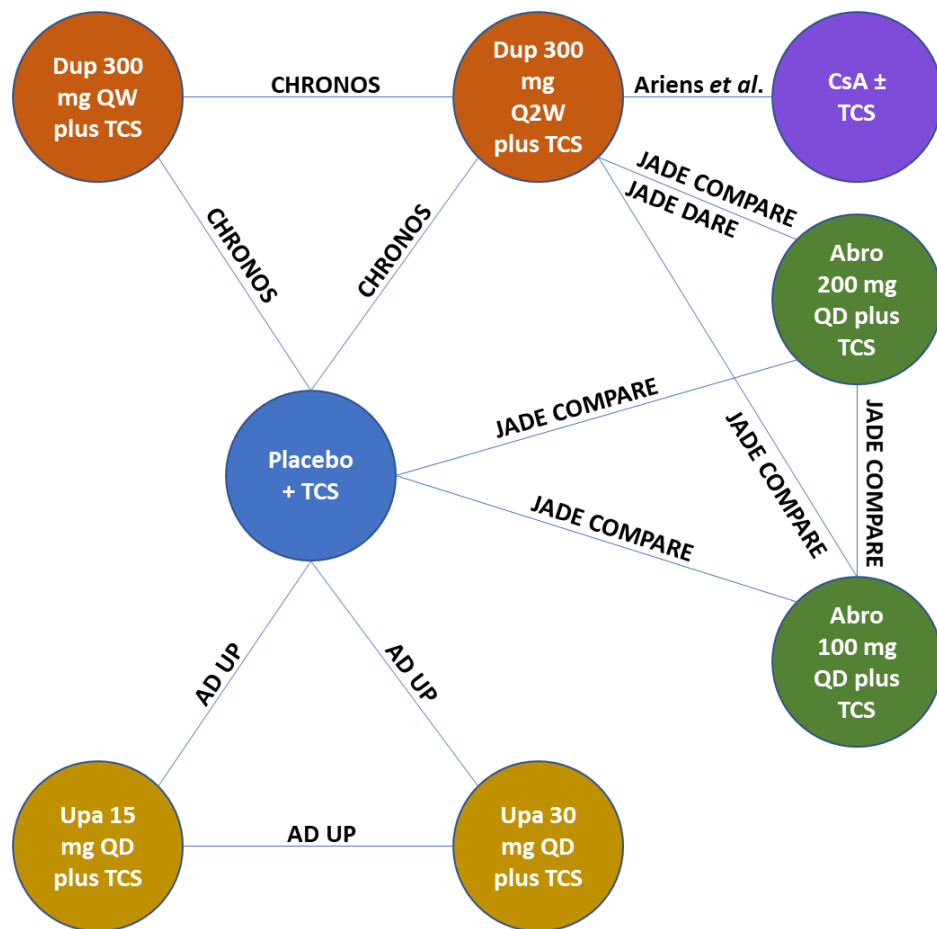 Dup 300
mg QW
plus TCS
CHRONOS
Dup 300
mg
Q2W
plus TCS
Ariens et al.
CsA ±
TCS
JADE COMPARE
JADE DARE
CHRONOS
CHRONOS
Abro
200 mg
QD plus
TCS
JADE COMPARE
JADE COMPARE
JADE COMPARE
Placebo
+ TCS
JADE COMPARE
Abro
100 mg
QD plus
TCS
AD UP
AD UP
Upa 15
mg QD
plus TCS
AD UP
Upa 30
mg QD
plus TCS